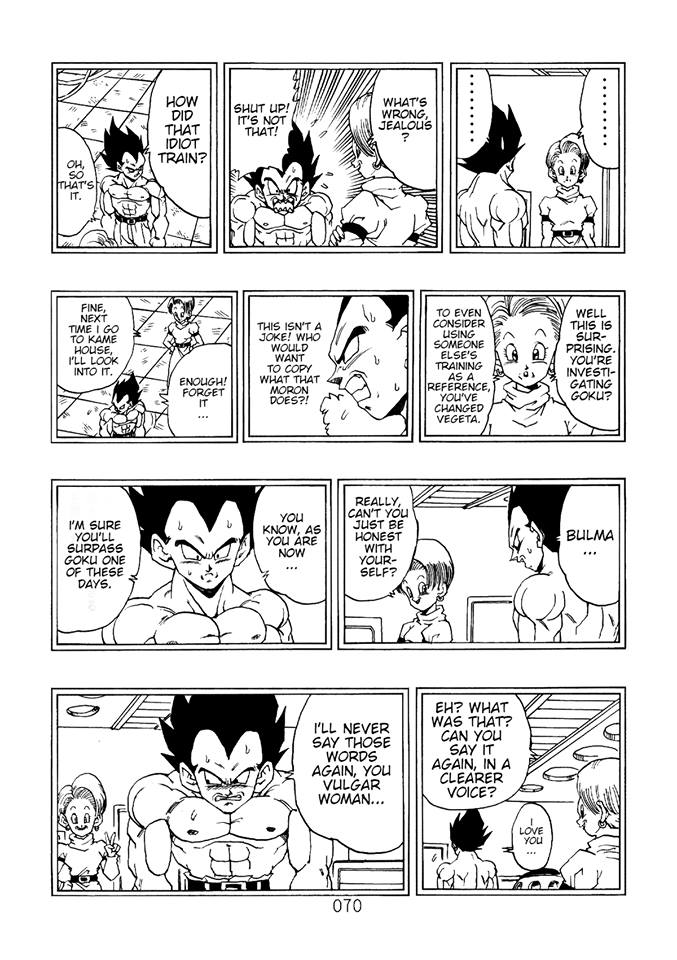 .......
.......
WHAT'S
WRONG,
JEALOUS
?
SHUT UP!
IT'S NOT
THAT!
HOW
DID
THAT
IDIOT
TRAIN?
OH,
SO
THAT'S
IT.
WELL
THIS IS
SUR-
PRISING.
YOU'RE
INVESTI-
GATING
GOKU?
TO EVEN
CONSIDER
USING
SOMEONE
ELSE'S
TRAINING
AS A
REFERENCE,
YOU'VE
CHANGED
VEGETA.
THIS ISN'T
A JOKE! WHO
WOULD
WANT
TO COPY
WHAT THAT
MORON
DOES?!
ENOUGH!
FORGET
IT
...
FINE,
NEXT
TIME I GO
TO KAME
HOUSE,
I'LL LOOK
INTO IT.
BULMA
...
REALLY,
CAN'T YOU
JUST BE
HONEST
WITH
YOUR-
SELF?
YOU
KNOW, AS
YOU ARE
NOW
...
I'M SURE
YOU'LL
SURPASS
GOKU ONE
OF THESE
DAYS.
I
LOVE
YOU
...
EH? WHAT
WAS THAT?
CAN YOU
SAY IT
AGAIN, IN A
CLEARER
VOICE?
I'LL NEVER
SAY THOSE
WORDS
AGAIN, YOU
VULGAR
WOMAN...
070